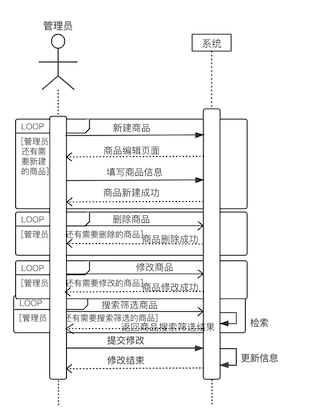 管理员
系统
LOOP
新建商品
[管理员
还有需
要新建
的商品]
商品编辑页面
填写商品信息
商品新建成功
LOOP
删除商品
[管理员还有需要删除的商品]
商品删除成功
LOOP
修改商品
[管理员还有需要修改的商品]
商品修改成功
LOOP
搜索筛选商品
[管理员还有需要搜索筛选的商品]
返回商品搜索筛选结果
检索
提交修改
更新信息
修改结束